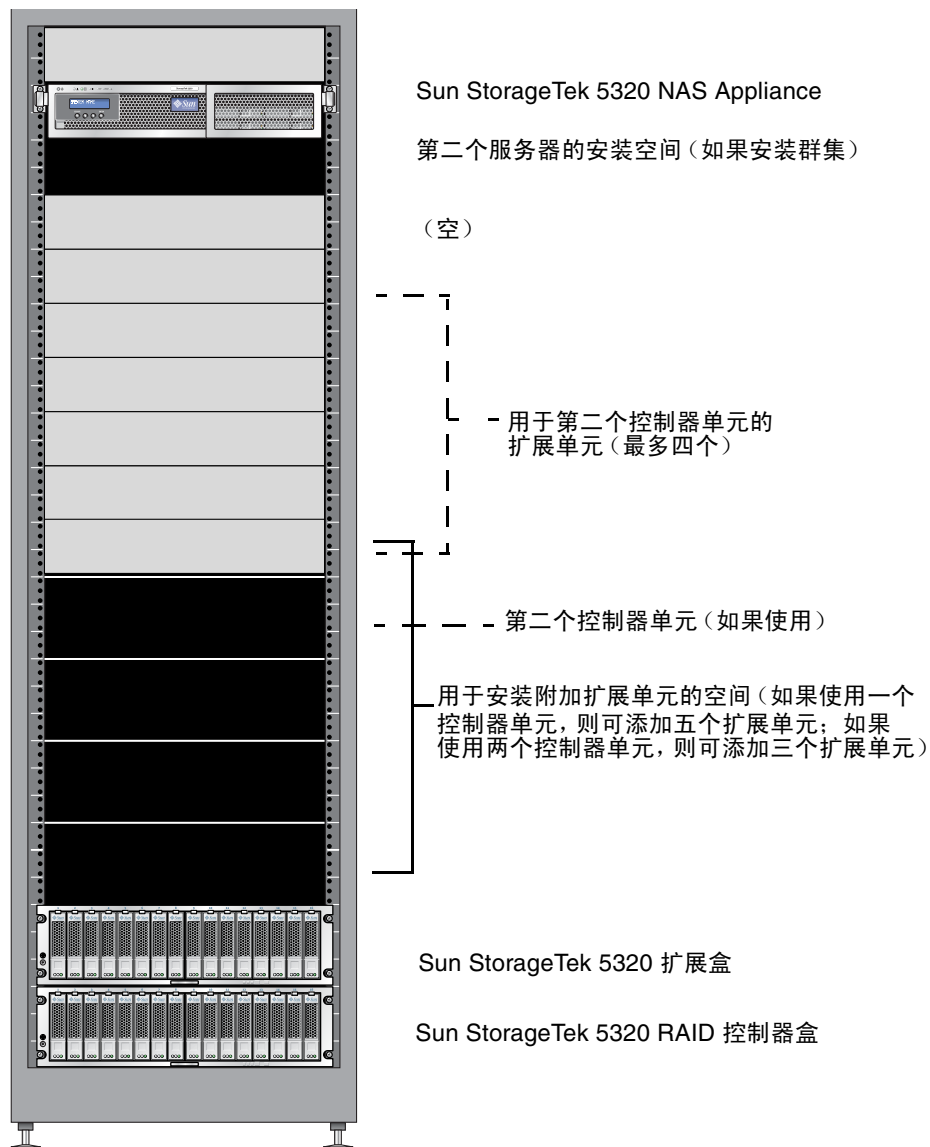 Sun StorageTek 5320 NAS Appliance
Sun
第二个服务器的安装空间（如果安装群集）
（空）
用于第二个控制器单元的
扩展单元（最多四个）
第二个控制器单元（如果使用）
用于安装附加扩展单元的空间（如果使用一个
控制器单元，则可添加五个扩展单元；如果
使用两个控制器单元，则可添加三个扩展单元）
Sun StorageTek 5320 扩展盒
Sun StorageTek 5320 RAID 控制器盒